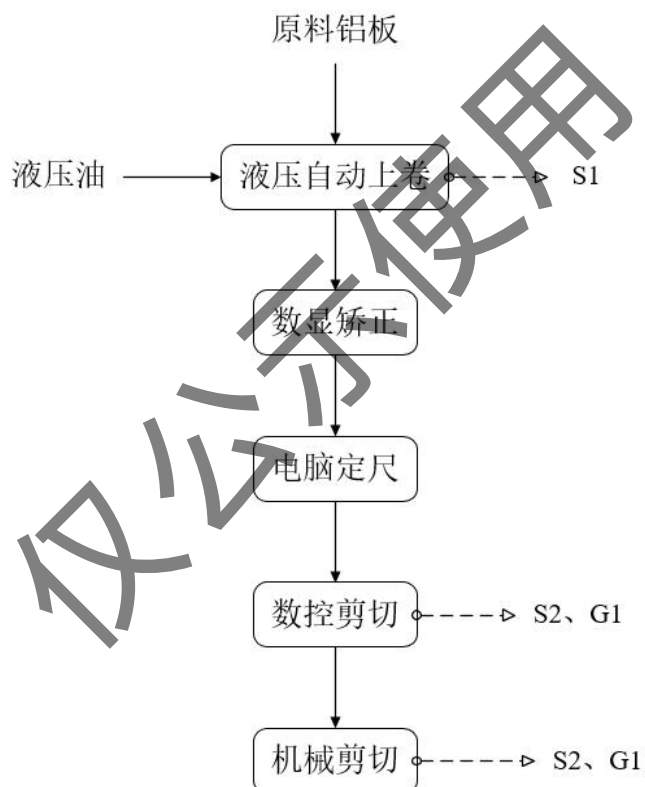 原料铝板
液压油
液压自动上卷
S1
数显矫正
电脑定尺
数控剪切
S2、G1
机械剪切
S2、G1
仅公示使用